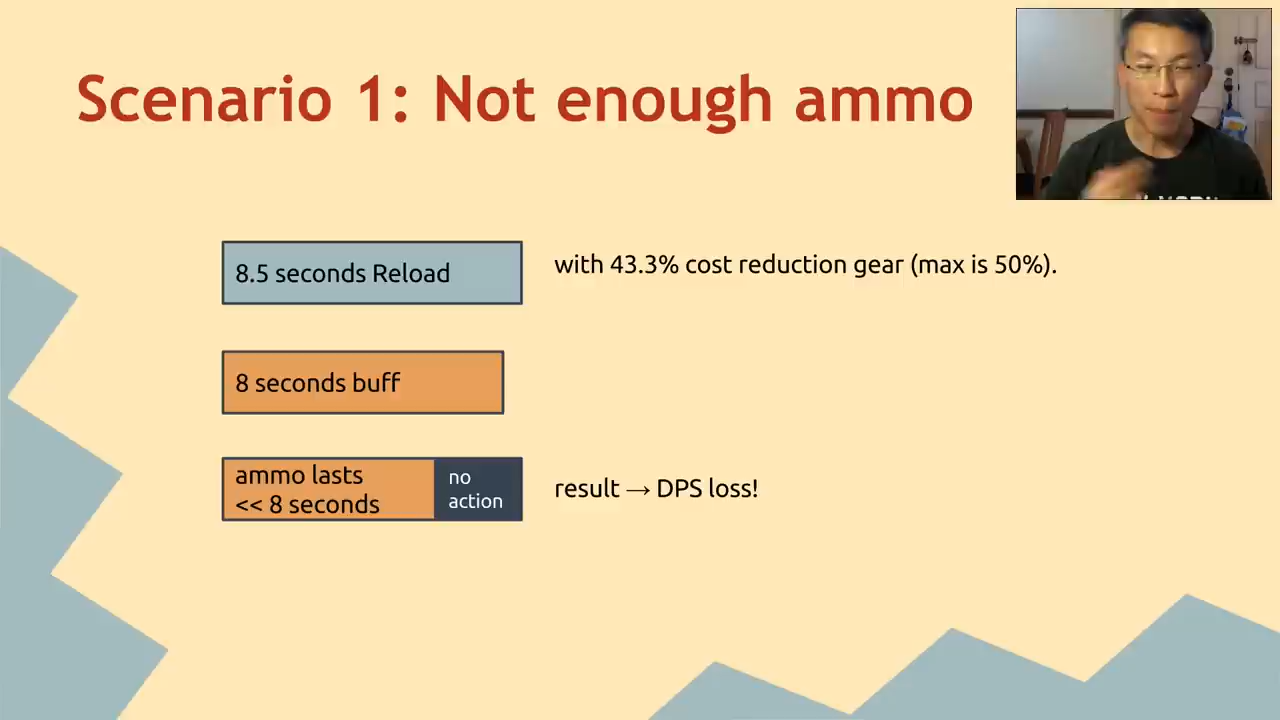 Scenario 1: Not enough ammo
8.5 seconds Reload
with 43.3% cost reduction gear (max is 50%).
8 seconds buff
ammo lasts
<< 8 seconds
no
action
result → DPS loss!